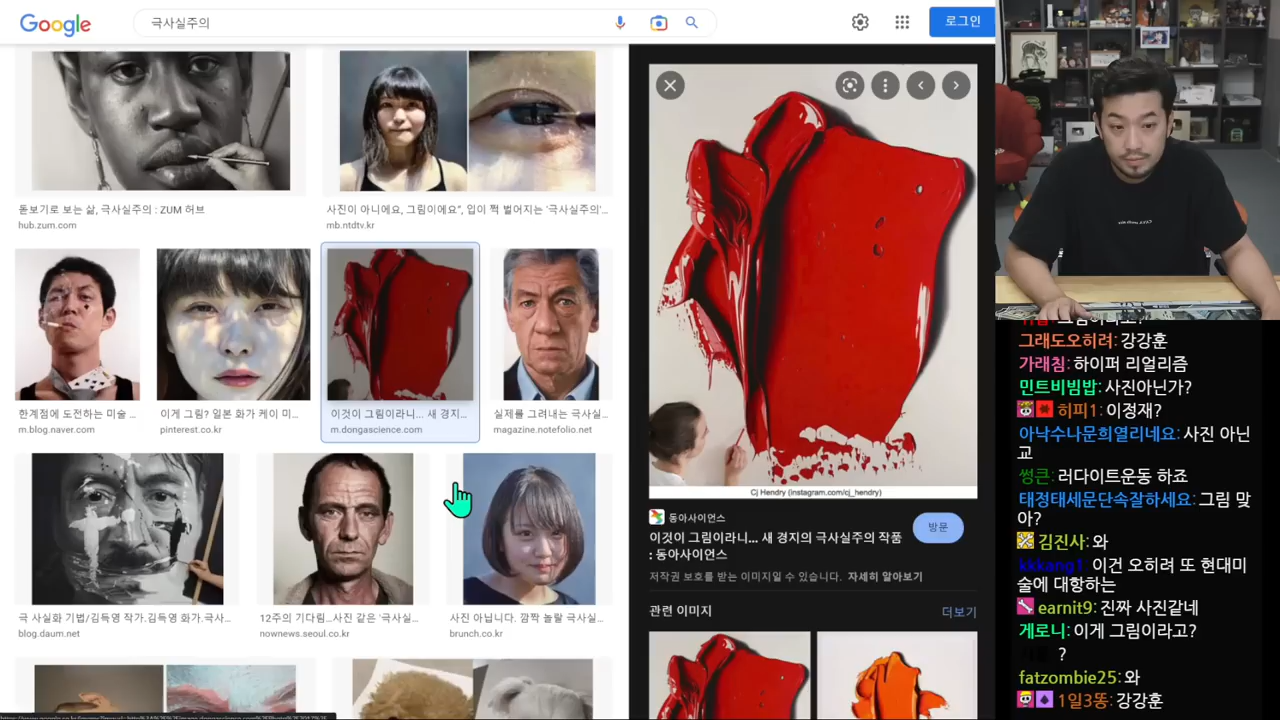 Google
극사실주의
로그인
돋보기로 보는 삶, 극사실주의 : ZUM 허브
hub.zum.com
사진이 아니에요, 그림이에요", 입이 쩍 벌어지는 '극사실주의'...
mb.ntdtv.kr
한계점에 도전하는 미술 ...
m.blog.naver.com
이게 그림? 일본 화가 케이 미...
pinterest.co.kr
이것이 그림이라니... 새 경지...
m.dongascience.com
실제를 그려내는 극사실...
magazine.notefolio.net
극 사실화 기법/김득영 작가.김득영 화가.극사...
blog.daum.net
12주의 기다림...사진 같은 '극사실...
nownews.seoul.co.kr
사진 아닙니다. 깜짝 놀랄 극사실...
brunch.co.kr
Cj Hendry (instagram.com/cj_hendry)
동아사이언스
이것이 그림이라니... 새 경지의 극사실주의 작품
: 동아사이언스
방문
저작권 보호를 받는 이미지일 수 있습니다. 자세히 알아보기
관련 이미지
더보기
그래도오히려: 강강훈
가래침: 하이퍼 리얼리즘
민트비빔밥: 사진아닌가?
히피1: 이정재?
아낙수나문희열리네요: 사진 아닌
교
썽큰: 러다이트운동 하죠
태정태세문단속잘하세요: 그림 맞
아?
김진사: 와
kkkang1: 이건 오히려 또 현대미
술에 대항하는
earnit9: 진짜 사진같네
게로니: 이게 그림이라고?
?
fatzombie25: 와
1일3똥: 강강훈